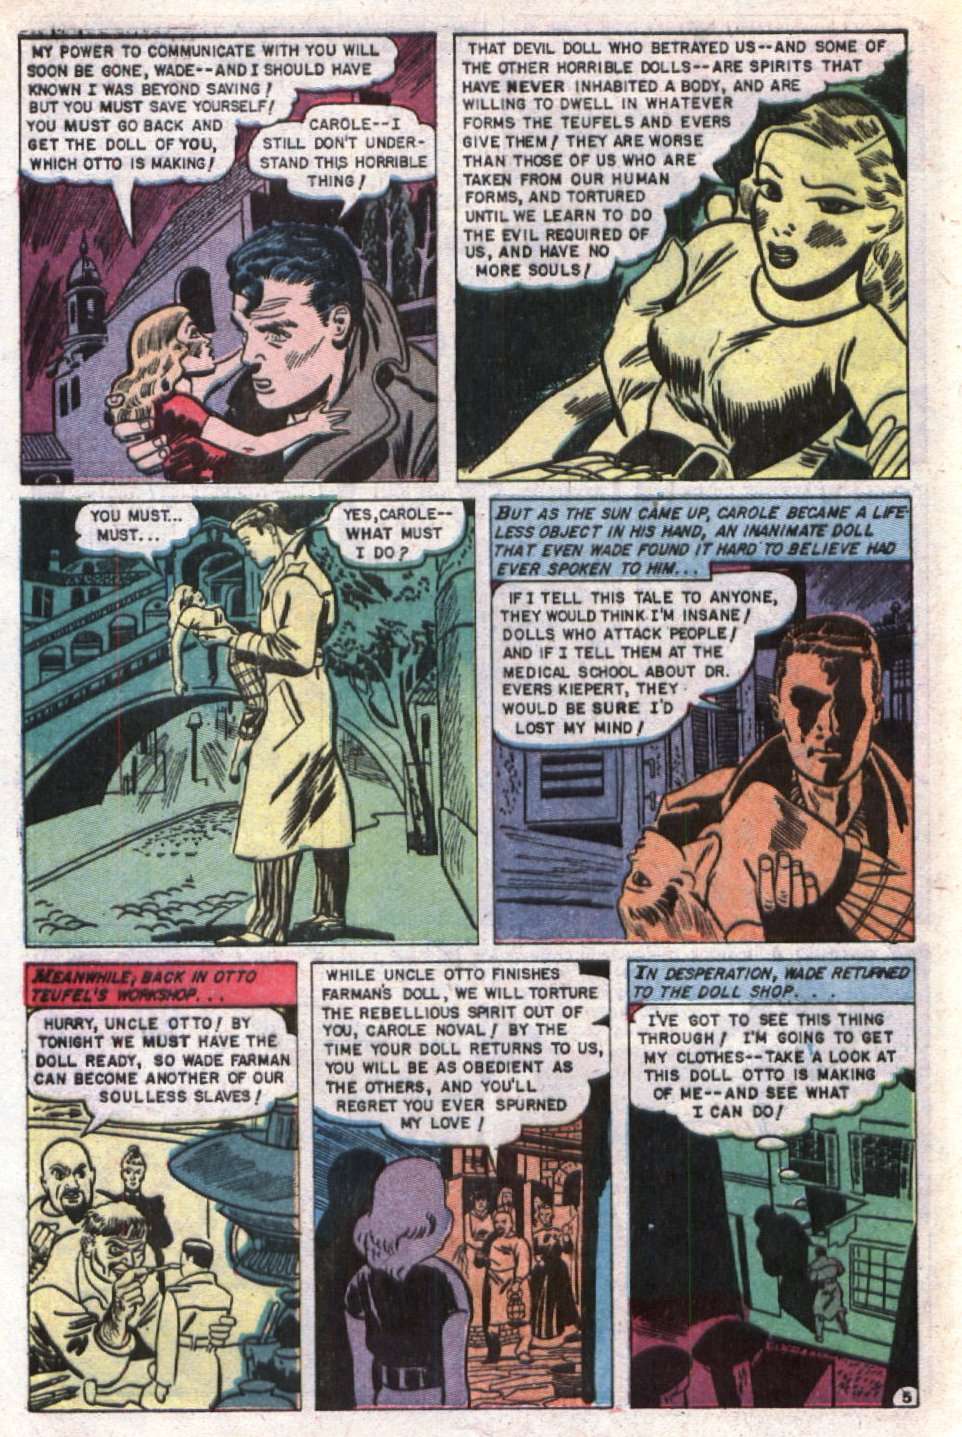 MY POWER TO COMMUNICATE WITH YOU WILL
SOON BE GONE, WADE--AND I SHOULD HAVE
KNOWN I WAS BEYOND SAVING!
BUT YOU MUST SAVE YOURSELF!
YOU MUST GO BACK AND
GET THE DOLL OF YOU,
WHICH OTTO IS MAKING!
CAROLE--I
STILL DON'T UNDER-
STAND THIS HORRIBLE
THING!
THAT DEVIL DOLL WHO BETRAYED US--AND SOME OF
THE OTHER HORRIBLE DOLLS--ARE SPIRITS THAT
HAVE NEVER INHABITED A BODY, AND ARE
WILLING TO DWELL IN WHATEVER
FORMS THE TEUFELS AND EVERS
GIVE THEM! THEY ARE WORSE
THAN THOSE OF US WHO ARE
TAKEN FROM OUR HUMAN
FORMS, AND TORTURED
UNTIL WE LEARN TO DO
THE EVIL REQUIRED OF
US, AND HAVE NO
MORE SOULS!
YOU MUST...
MUST...
YES, CAROLE--
WHAT MUST
I DO?
BUT AS THE SUN CAME UP, CAROLE BECAME A LIFE-
LESS OBJECT IN HIS HAND, AN INANIMATE DOLL
THAT EVEN WADE FOUND IT HARD TO BELIEVE HAD
EVER SPOKEN TO HIM...
IF I TELL THIS TALE TO ANYONE,
THEY WOULD THINK I'M INSANE!
DOLLS WHO ATTACK PEOPLE!
AND IF I TELL THEM AT THE
MEDICAL SCHOOL ABOUT DR.
EVERS KIEPERT, THEY
WOULD BE SURE I'D
LOST MY MIND!
MEANWHILE, BACK IN OTTO
TEUFEL'S WORKSHOP...
HURRY, UNCLE OTTO! BY
TONIGHT WE MUST HAVE THE
DOLL READY, SO WADE FARMAN
CAN BECOME ANOTHER OF OUR
SOULLESS SLAVES!
WHILE UNCLE OTTO FINISHES
FARMAN'S DOLL, WE WILL TORTURE
THE REBELLIOUS SPIRIT OUT OF
YOU, CAROLE NOVAL! BY THE
TIME YOUR DOLL RETURNS TO US,
YOU WILL BE AS OBEDIENT AS
THE OTHERS, AND YOU'LL
REGRET YOU EVER SPURNED
MY LOVE!
IN DESPERATION, WADE RETURNED
TO THE DOLL SHOP. . .
I'VE GOT TO SEE THIS THING
THROUGH! I'M GOING TO GET
MY CLOTHES--TAKE A LOOK AT
THIS DOLL OTTO IS MAKING
OF ME--AND SEE WHAT
I CAN DO!
5